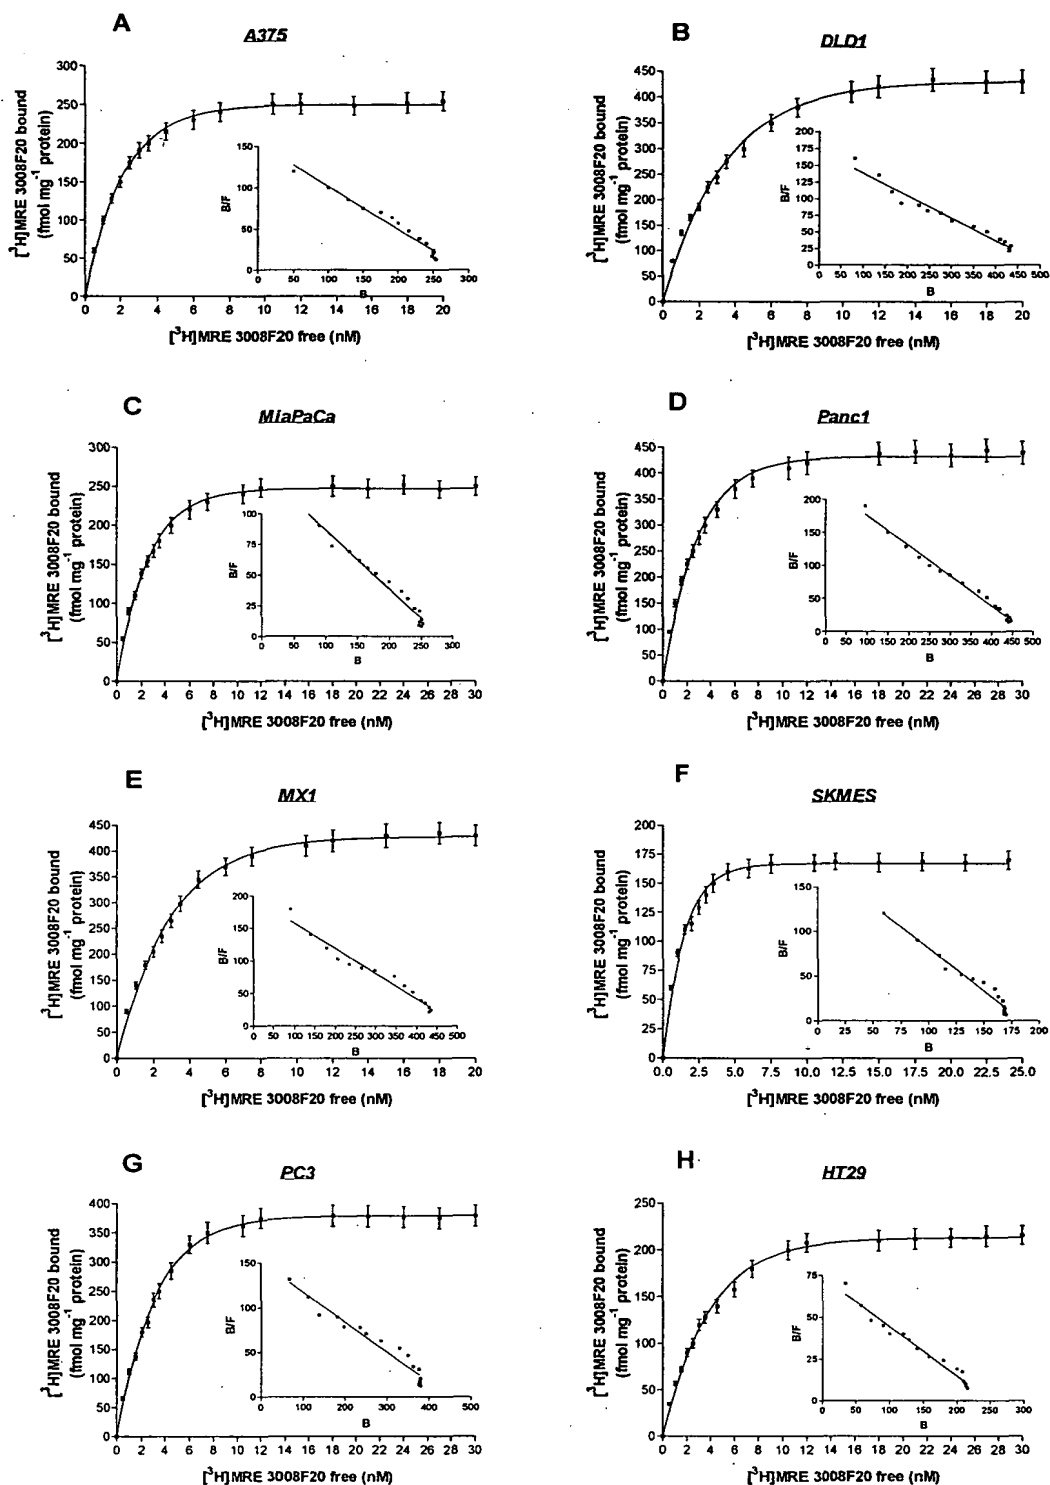 A
A375
[³H]MRE 3008F20 bound
(fmol mg⁻¹ protein)
300
250
200
150
100
50
0
0 2 4 6 8 10 12 14 16 18 20
[³H]MRE 3008F20 free (nM)
B/F
150
100
50
0
0 50 100 150 200 250 300
B
B
DLD1
[³H]MRE 3008F20 bound
(fmol mg⁻¹ protein)
450
400
350
300
250
200
150
100
50
0
0 2 4 6 8 10 12 14 16 18 20
[³H]MRE 3008F20 free (nM)
B/F
200
175
150
125
100
75
50
25
0
0 50 100 150 200 250 300 350 400 450 500
B
C
MiaPaCa
[³H]MRE 3008F20 bound
(fmol mg⁻¹ protein)
300
250
200
150
100
50
0
0 2 4 6 8 10 12 14 16 18 20 22 24 26 28 30
[³H]MRE 3008F20 free (nM)
B/F
100
75
50
25
0
0 50 100 150 200 250 300
B
D
Panc1
[³H]MRE 3008F20 bound
(fmol mg⁻¹ protein)
450
400
350
300
250
200
150
100
50
0
0 2 4 6 8 10 12 14 16 18 20 22 24 26 28 30
[³H]MRE 3008F20 free (nM)
B/F
200
150
100
50
0
0 50 100 150 200 250 300 350 400 450 500
B
E
MX1
[³H]MRE 3008F20 bound
(fmol mg⁻¹ protein)
450
400
350
300
250
200
150
100
50
0
0 2 4 6 8 10 12 14 16 18 20
[³H]MRE 3008F20 free (nM)
B/F
200
150
100
50
0
0 50 100 150 200 250 300 350 400 450 500
B
F
SKMES
[³H]MRE 3008F20 bound
(fmol mg⁻¹ protein)
200
175
150
125
100
75
50
25
0
0.0 2.5 5.0 7.5 10.0 12.5 15.0 17.5 20.0 22.5 25.0
[³H]MRE 3008F20 free (nM)
B/F
150
100
50
0
0 25 50 75 100 125 150 175 200
B
G
PC3
[³H]MRE 3008F20 bound
(fmol mg⁻¹ protein)
400
350
300
250
200
150
100
50
0
0 2 4 6 8 10 12 14 16 18 20 22 24 26 28 30
[³H]MRE 3008F20 free (nM)
B/F
150
100
50
0
0 100 200 300 400 500
B
H
HT29
[³H]MRE 3008F20 bound
(fmol mg⁻¹ protein)
250
200
150
100
50
0
0 2 4 6 8 10 12 14 16 18 20 22 24 26 28 30
[³H]MRE 3008F20 free (nM)
B/F
75
50
25
0
0 50 100 150 200 250 300
B